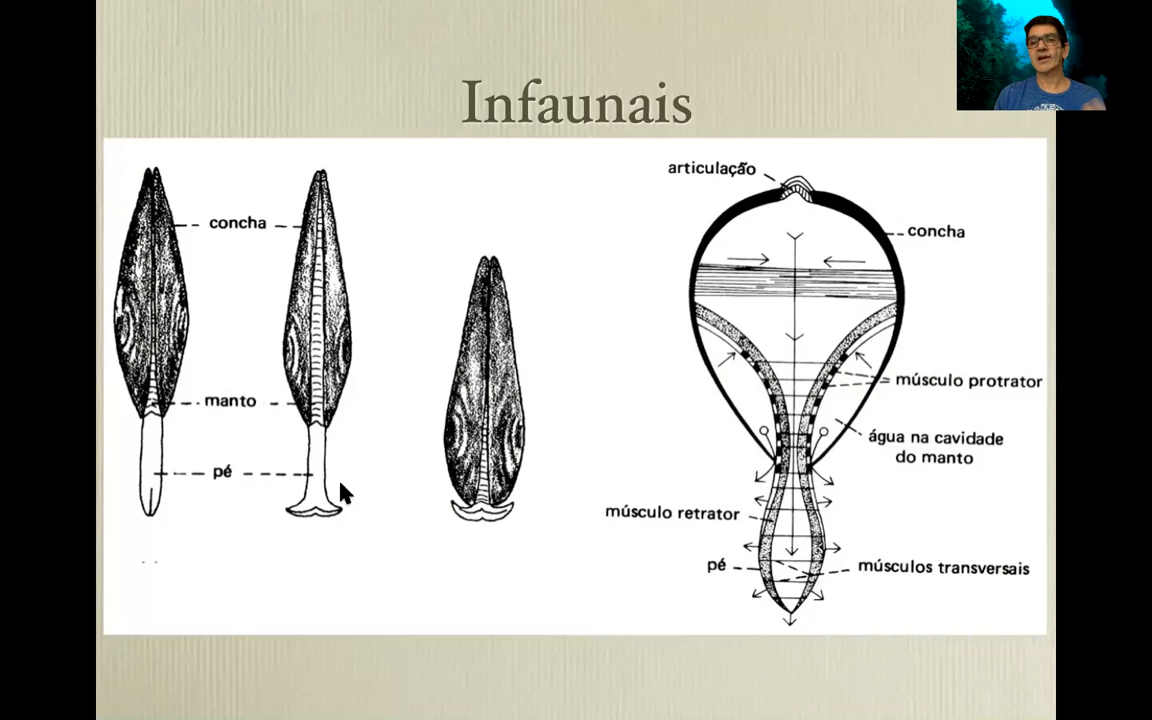 Infaunais
concha
manto
pé
articulação
concha
músculo protrator
água na cavidade
do manto
músculo retrator
pé
músculos transversais